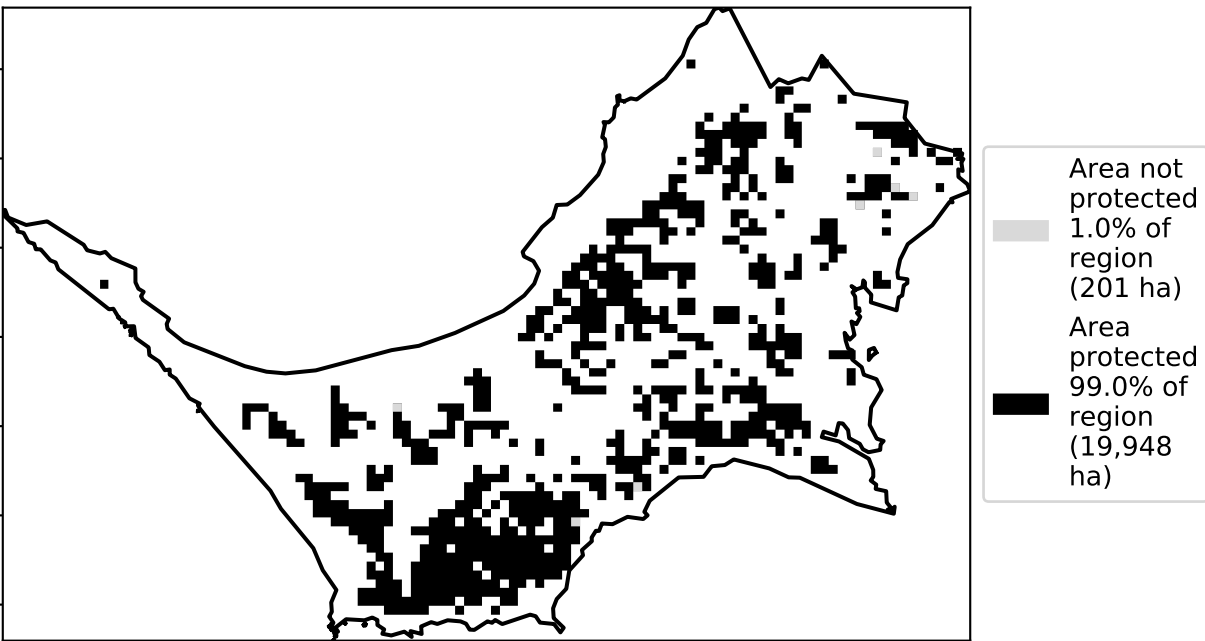 Area not
protected
1.0% of
region
(201 ha)
Area
protected
99.0% of
region
(19,948
ha)